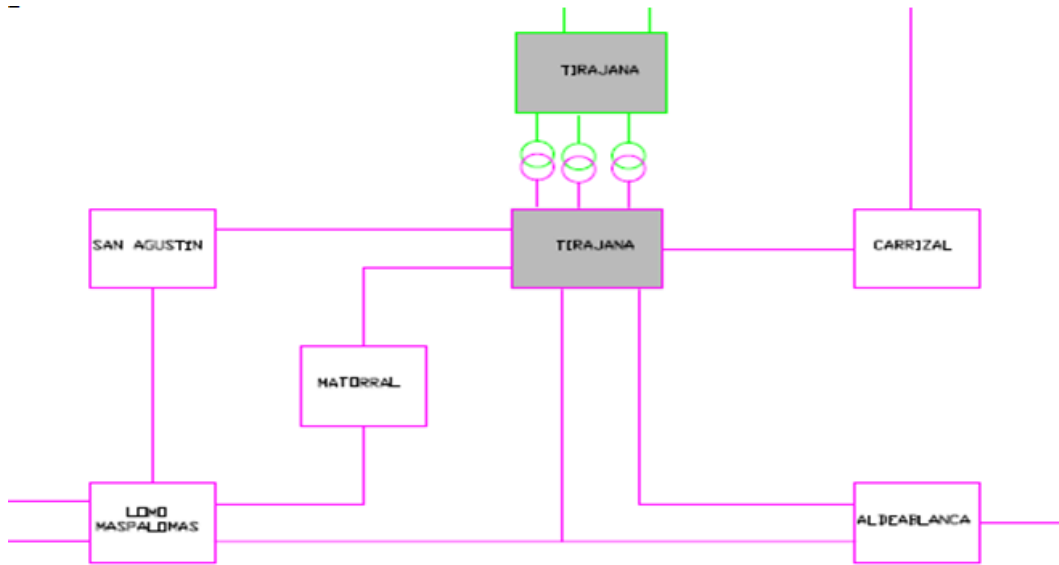 TIRAJANA
SAN AGUSTIN
TIRAJANA
CARRIZAL
MATORRAL
LOMO
MASPALOMAS
ALDEABLANCA